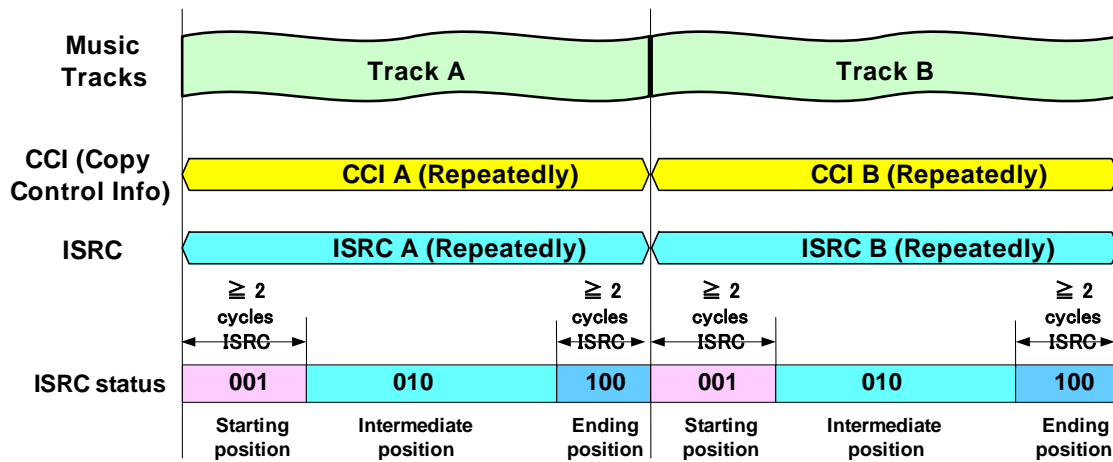 Music
Tracks
Track A
Track B
CCI (Copy
Control Info)
CCI A (Repeatedly)
CCI B (Repeatedly)
ISRC
ISRC A (Repeatedly)
ISRC B (Repeatedly)
≧ 2
cycles
ISRC
≧ 2
cycles
ISRC
≧ 2
cycles
ISRC
≧ 2
cycles
ISRC
ISRC status
001
010
100
001
010
100
Starting
position
Intermediate
position
Ending
position
Starting
position
Intermediate
position
Ending
position